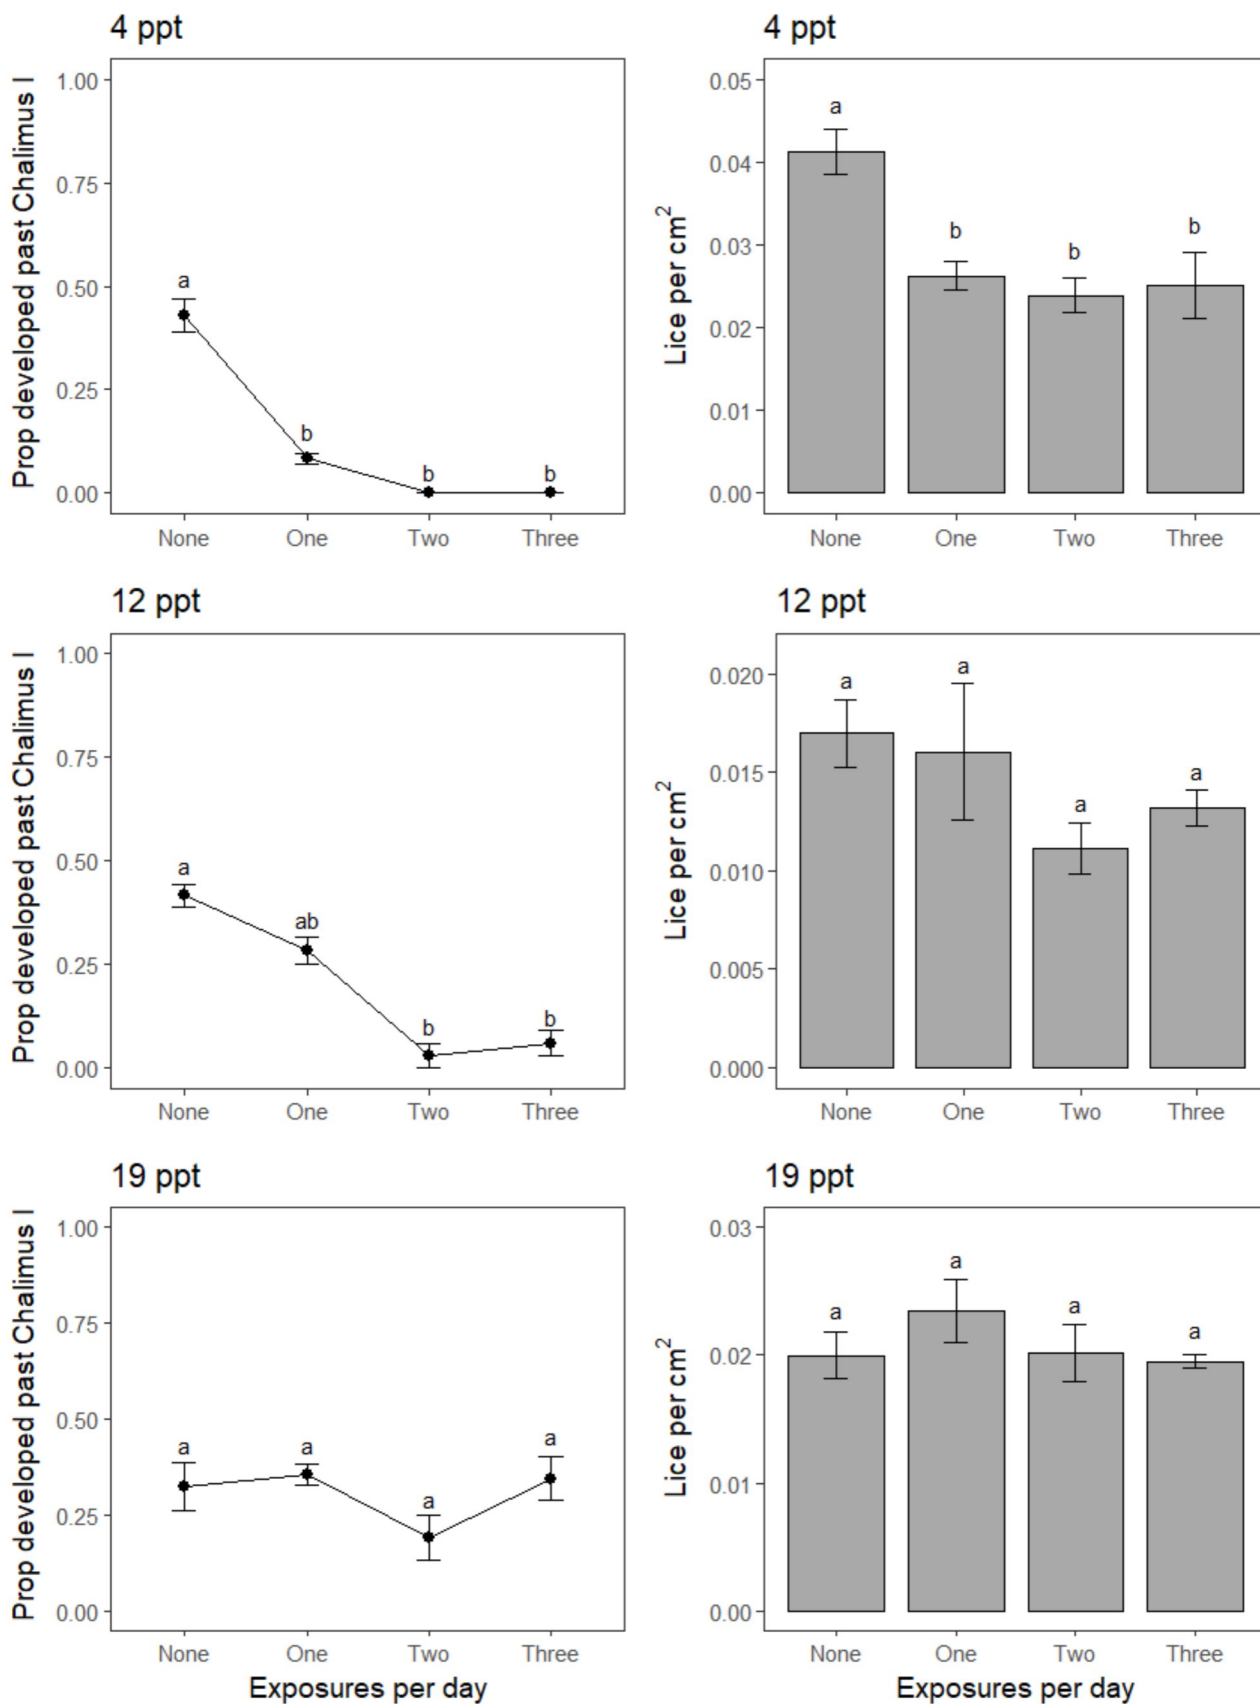 4 ppt
Prop developed past Chalimus I
1.00
0.75
0.50
0.25
0.00
a
b
b
b
None One Two Three
4 ppt
Lice per cm²
0.05
0.04
0.03
0.02
0.01
0.00
a
b
b
b
None One Two Three
12 ppt
Prop developed past Chalimus I
1.00
0.75
0.50
0.25
0.00
a
ab
b
b
None One Two Three
12 ppt
Lice per cm²
0.020
0.015
0.010
0.005
0.000
a
a
a
a
None One Two Three
19 ppt
Prop developed past Chalimus I
1.00
0.75
0.50
0.25
0.00
a
a
a
a
None One Two Three
Exposures per day
19 ppt
Lice per cm²
0.03
0.02
0.01
0.00
a
a
a
a
None One Two Three
Exposures per day